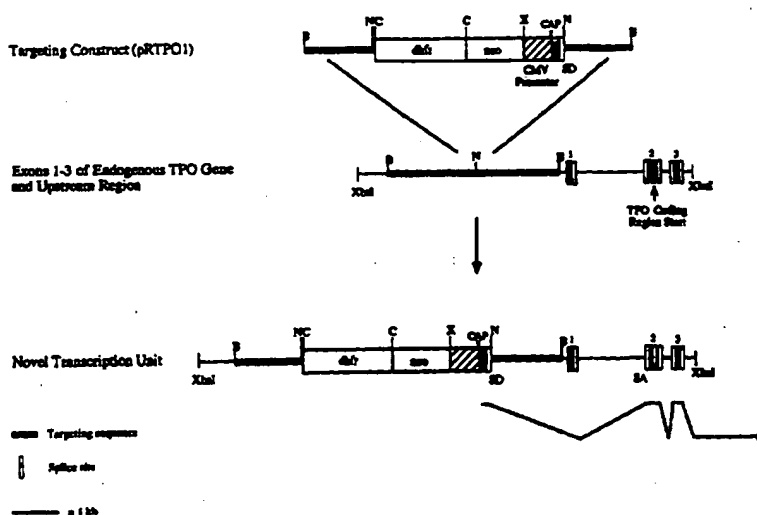 B NC C X CAP N B
Targeting Construct (pRTPO1)
dhfr neo
CMV SD
Promoter
B N B 1 2 3
Exons 1-3 of Endogenous TPO Gene
and Upstream Region
XbaI XbaI
TPO Coding
Region Start
B NC C X CAP N B 1 2 3
Novel Transcription Unit
dhfr neo
XbaI SD SA XbaI
Targeting sequence
Splice site
= 1 kb